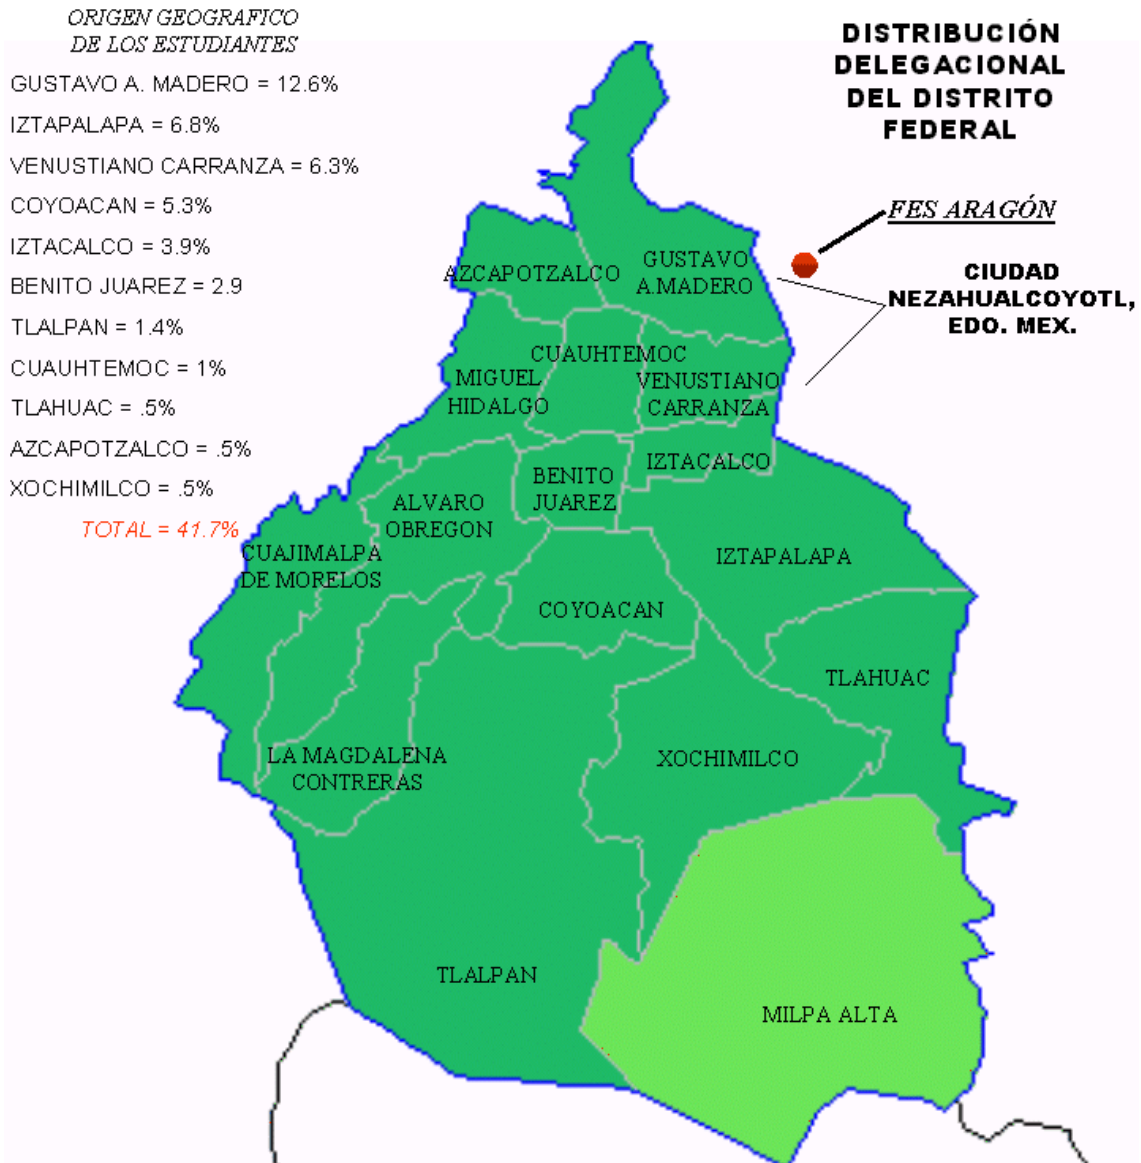 ORIGEN GEOGRAFICO
DE LOS ESTUDIANTES
GUSTAVO A. MADERO = 12.6%
IZTAPALAPA = 6.8%
VENUSTIANO CARRANZA = 6.3%
COYOACAN = 5.3%
IZTACALCO = 3.9%
BENITO JUAREZ = 2.9
TLALPAN = 1.4%
CUAUHTEMOC = 1%
TLAHUAC = .5%
AZCAPOTZALCO = .5%
XOCHIMILCO = .5%
TOTAL = 41.7%
DISTRIBUCIÓN
DELEGACIONAL
DEL DISTRITO
FEDERAL
FES ARAGÓN
CIUDAD
NEZAHUALCOYOTL,
EDO. MEX.
AZCAPOTZALCO
GUSTAVO
A.MADERO
CUAUHTEMOC
MIGUEL
HIDALGO
VENUSTIANO
CARRANZA
IZTACALCO
BENITO
JUAREZ
ALVARO
OBREGON
CUAJIMALPA
DE MORELOS
IZTAPALAPA
COYOACAN
TLAHUAC
LA MAGDALENA
CONTRERAS
XOCHIMILCO
TLALPAN
MILPA ALTA